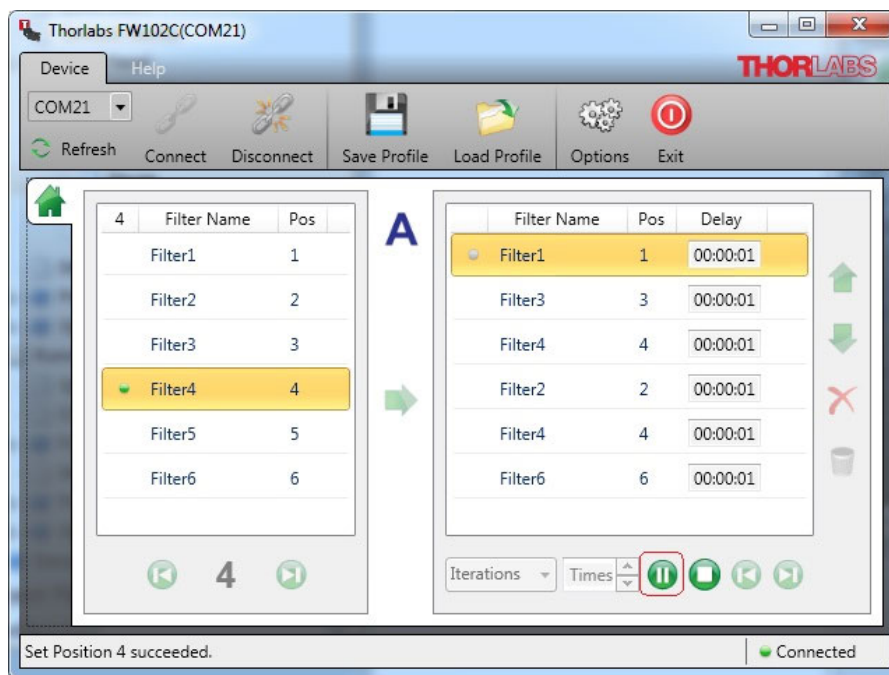 Thorlabs FW102C(COM21)
Device Help THORLABS
COM21
Refresh Connect Disconnect Save Profile Load Profile Options Exit
4 Filter Name Pos
Filter1 1
Filter2 2
Filter3 3
Filter4 4
Filter5 5
Filter6 6
4
A
Filter Name Pos Delay
Filter1 1 00:00:01
Filter3 3 00:00:01
Filter4 4 00:00:01
Filter2 2 00:00:01
Filter4 4 00:00:01
Filter6 6 00:00:01
Iterations Times
Set Position 4 succeeded. Connected